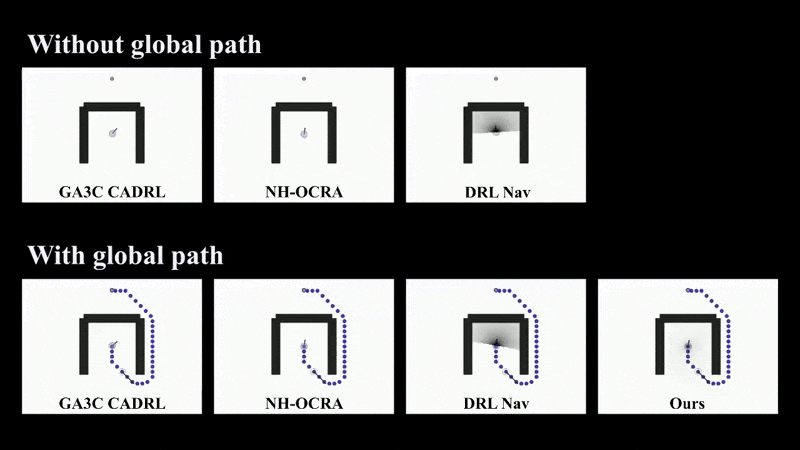 Without global path
GA3C CADRL
NH-OCRA
DRL Nav
With global path
GA3C CADRL
NH-OCRA
DRL Nav
Ours